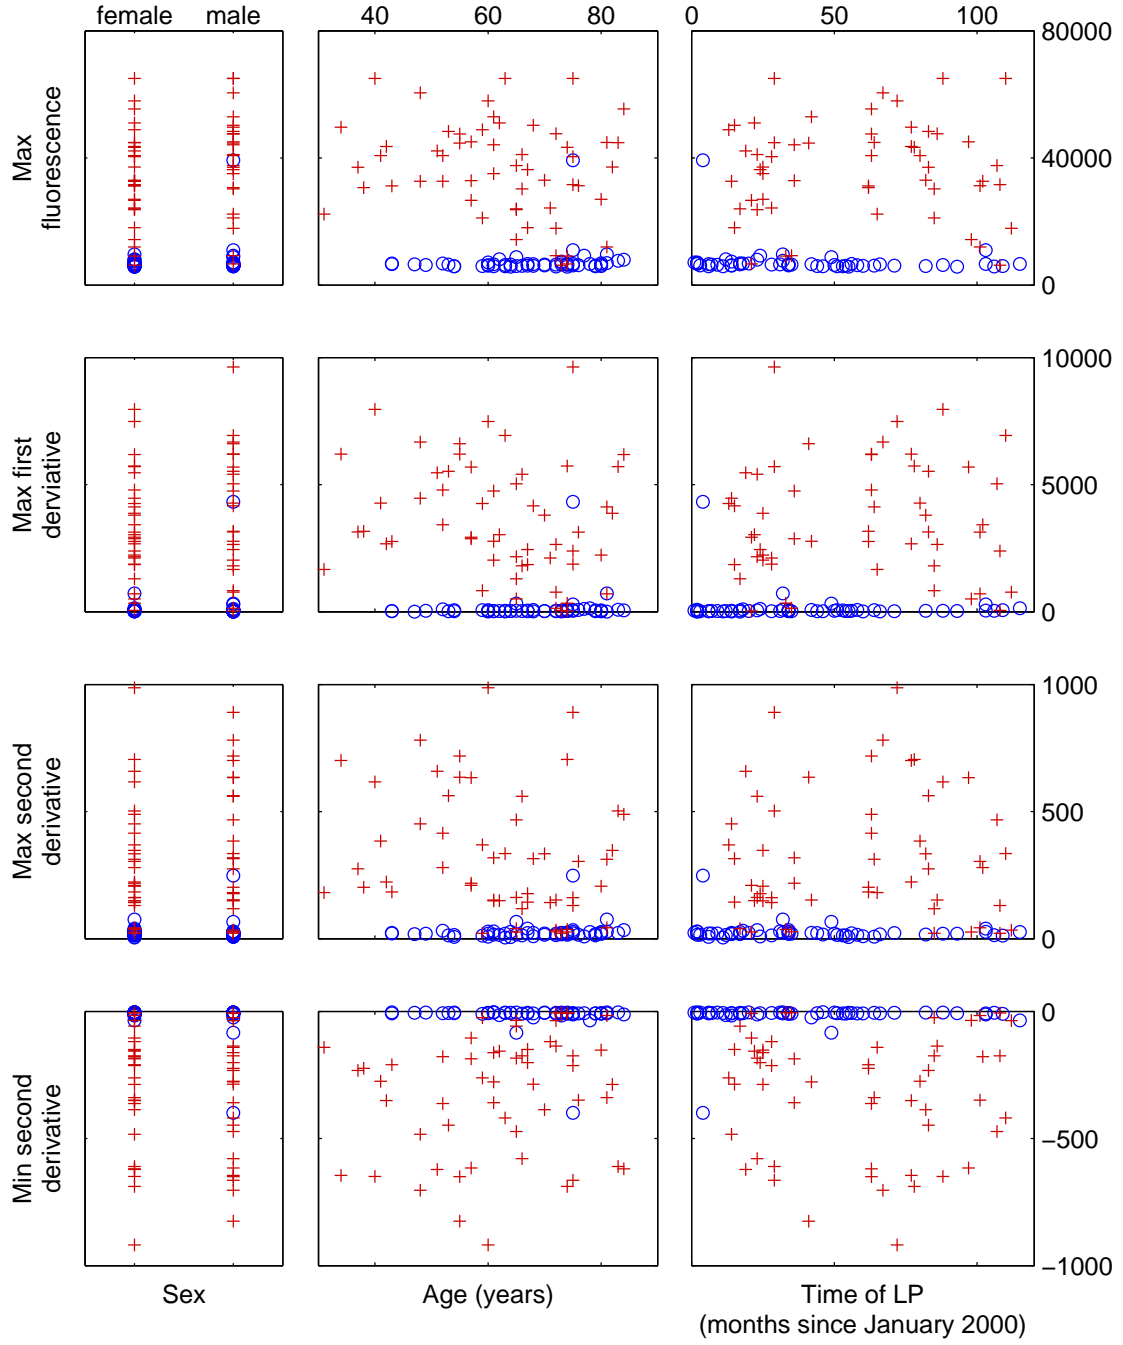 female male 40 60 80 0 50 100
80000
Max
fluorescence
40000
0
10000
Max first
derviative
5000
0
1000
Max second
derivative
500
0
0
Min second
derivative
−500
−1000
Sex
Age (years)
Time of LP
(months since January 2000)